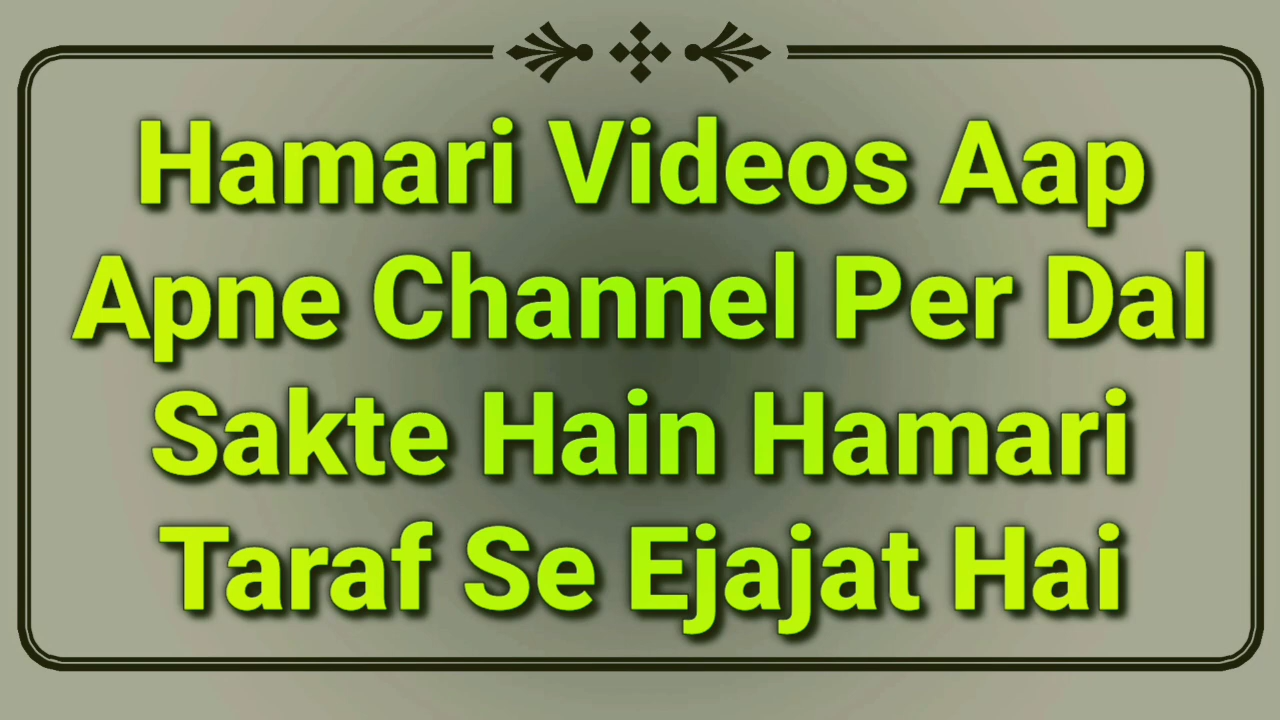 Hamari Videos Aap
Apne Channel Per Dal
Sakte Hain Hamari
Taraf Se Ejajat Hai